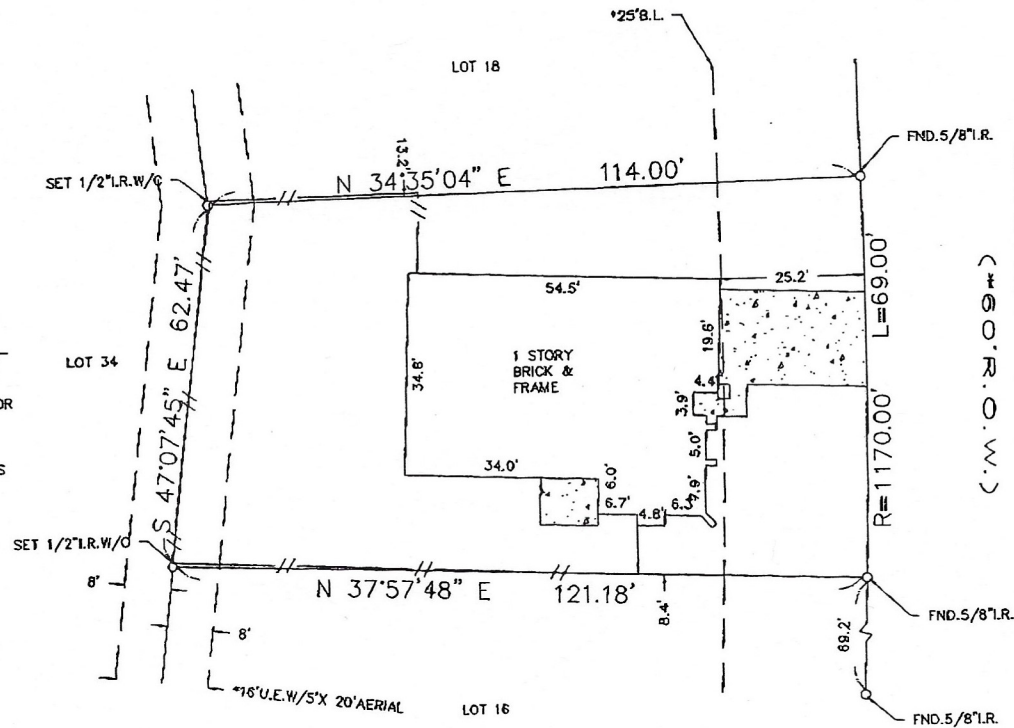 *25'B.L.
LOT 18
FND.5/8"I.R.
SET 1/2"I.R.W/C
13.2'
N 34°35'04" E 114.00'
25.2'
54.5'
L=69.00'
(*60'R.O.W.)
S 47°07'45" E 62.47'
LOT 34
1 STORY
BRICK &
FRAME
19.6'
34.8'
4.4'
OR
3.9'
5.0'
S
34.0'
6.0'
7.9'
6.7'
4.8'
R=1170.00'
SET 1/2"I.R.W/C
8'
N 37°57'48" E 121.18'
8.4'
FND.5/8"I.R.
8'
69.2'
*16'U.E.W/5'X 20'AERIAL
LOT 16
FND.5/8"I.R.